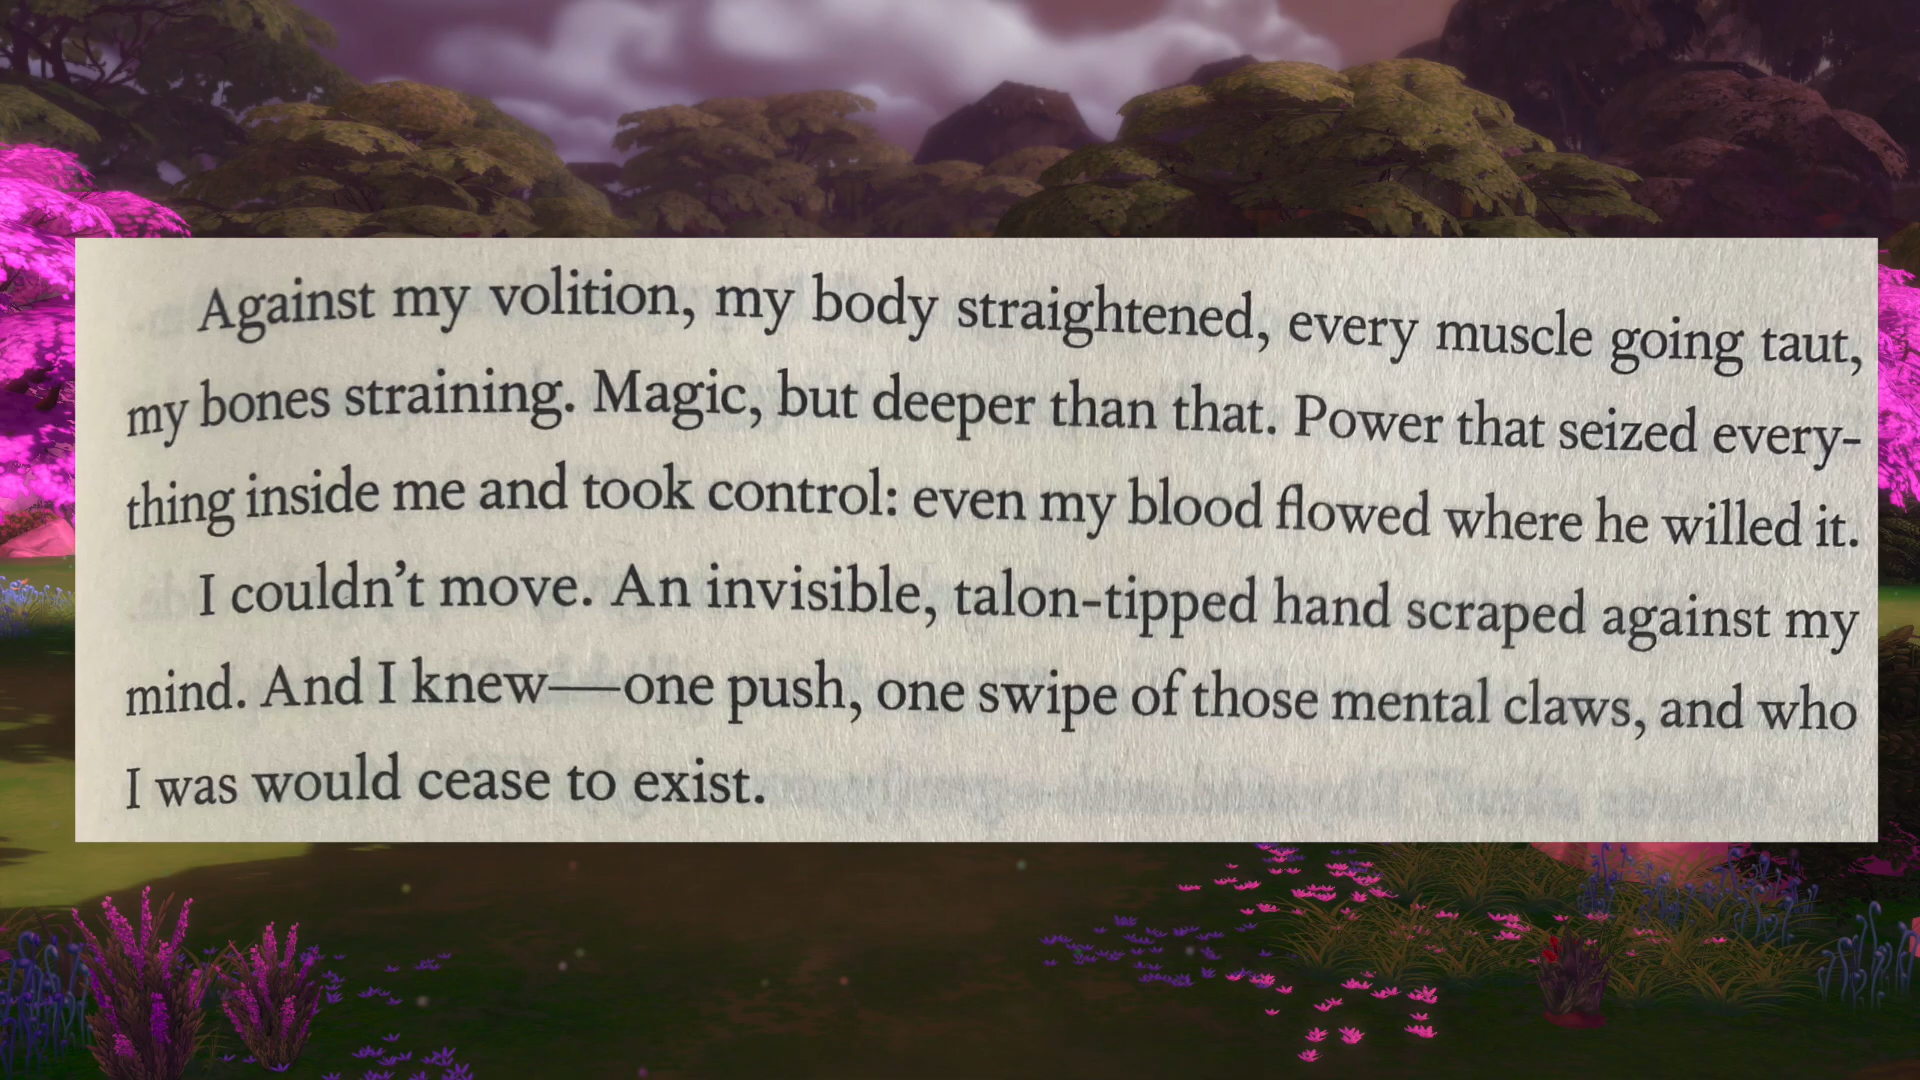 Against my volition, my body straightened, every muscle going taut,
my bones straining. Magic, but deeper than that. Power that seized every-
thing inside me and took control: even my blood flowed where he willed it.
I couldn’t move. An invisible, talon-tipped hand scraped against my
mind. And I knew—one push, one swipe of those mental claws, and who
I was would cease to exist.